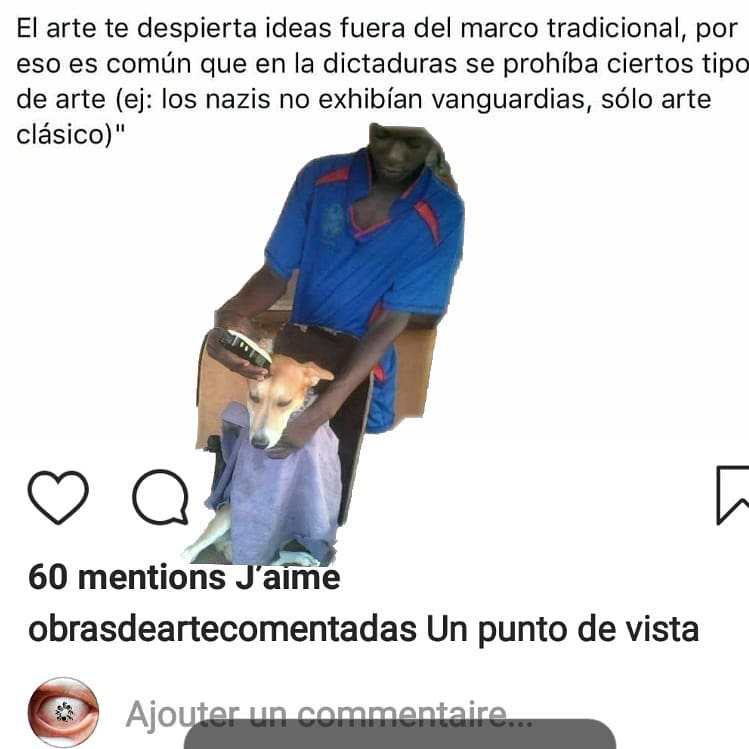 El arte te despierta ideas fuera del marco tradicional, por
eso es común que en la dictaduras se prohíba ciertos tipo
de arte (ej: los nazis no exhibían vanguardias, sólo arte
clásico)"
60 mentions J'aime
obrasdeartecomentadas Un punto de vista
Ajouter un commentaire...